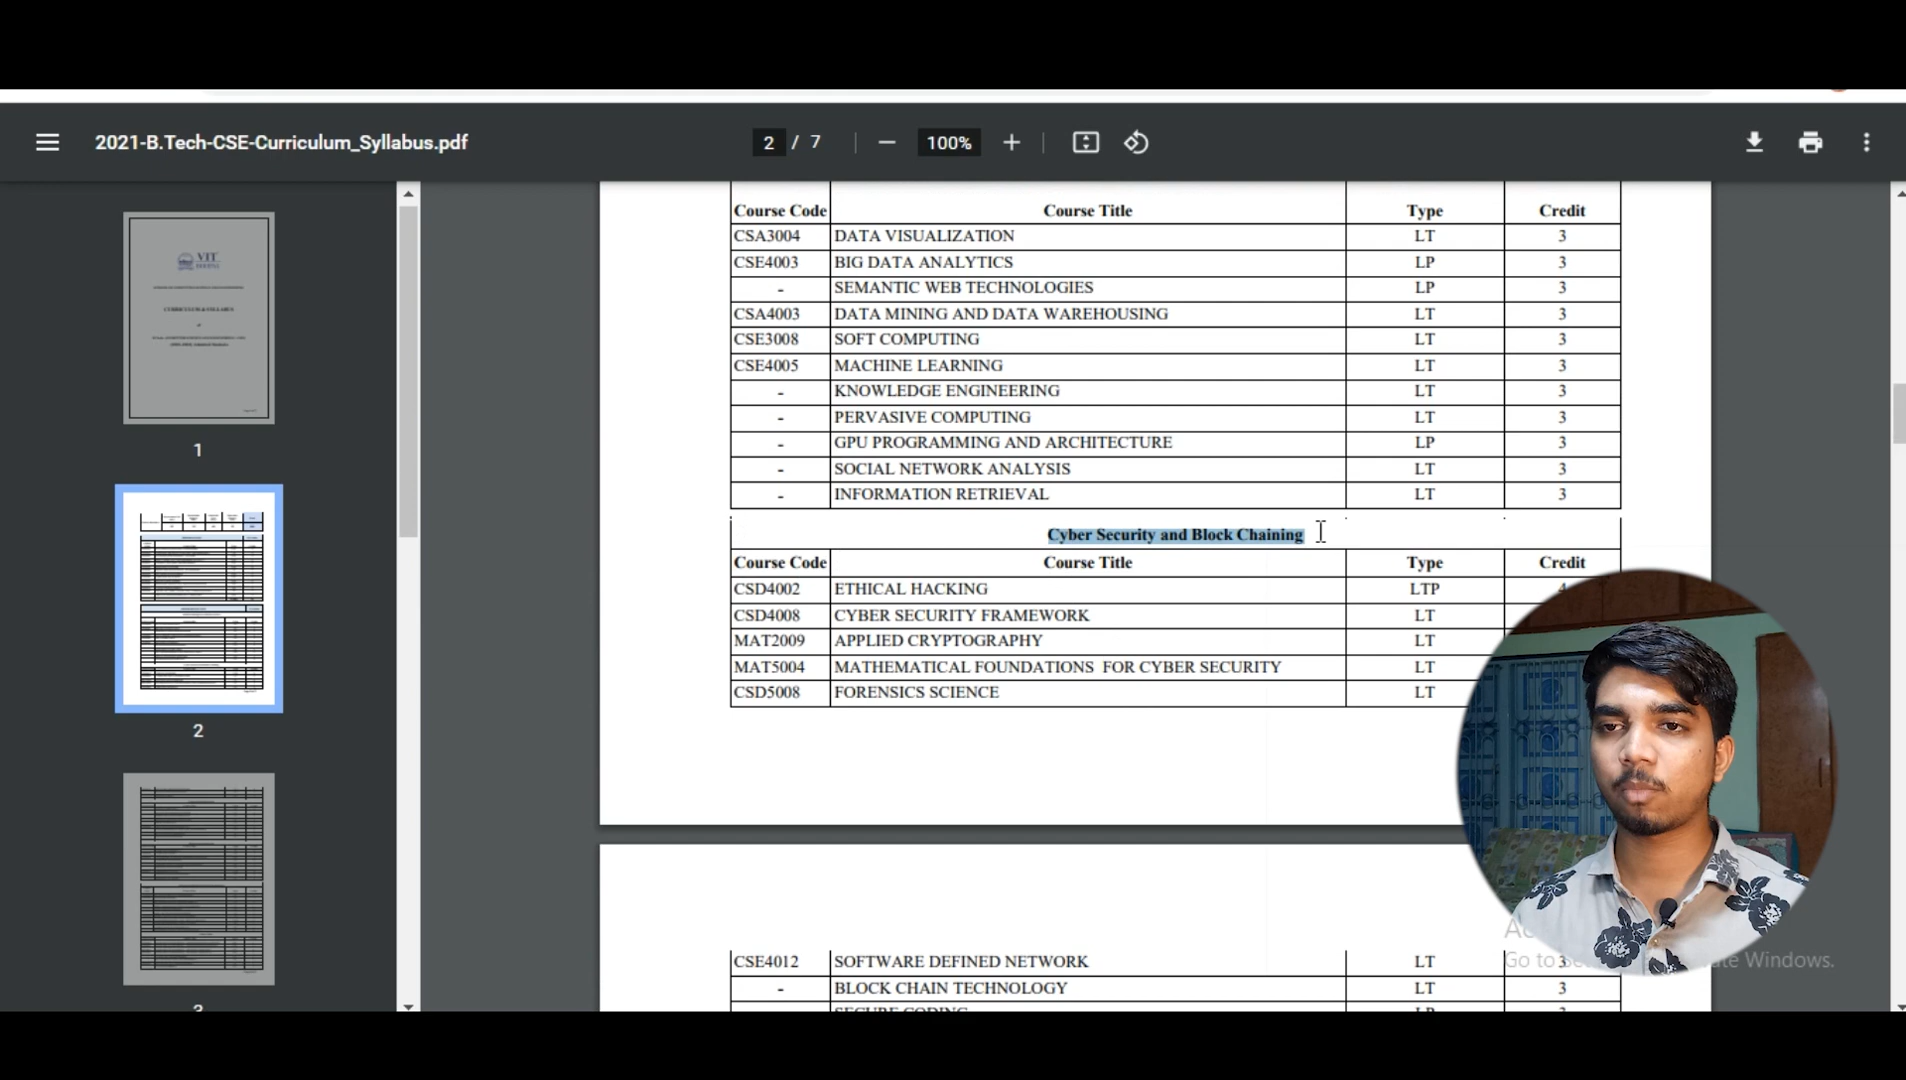 2021-B.Tech-CSE-Curriculum_Syllabus.pdf
2 / 7
100%
VIT
1
2
Course Code Course Title Type Credit
CSA3004 DATA VISUALIZATION LT 3
CSE4003 BIG DATA ANALYTICS LP 3
- SEMANTIC WEB TECHNOLOGIES LP 3
CSA4003 DATA MINING AND DATA WAREHOUSING LT 3
CSE3008 SOFT COMPUTING LT 3
CSE4005 MACHINE LEARNING LT 3
- KNOWLEDGE ENGINEERING LT 3
- PERVASIVE COMPUTING LT 3
- GPU PROGRAMMING AND ARCHITECTURE LP 3
- SOCIAL NETWORK ANALYSIS LT 3
- INFORMATION RETRIEVAL LT 3
Cyber Security and Block Chaining
Course Code Course Title Type Credit
CSD4002 ETHICAL HACKING LTP
CSD4008 CYBER SECURITY FRAMEWORK LT
MAT2009 APPLIED CRYPTOGRAPHY LT
MAT5004 MATHEMATICAL FOUNDATIONS FOR CYBER SECURITY LT
CSD5008 FORENSICS SCIENCE LT
CSE4012 SOFTWARE DEFINED NETWORK LT 3
- BLOCK CHAIN TECHNOLOGY LT 3
Go to
Windows.